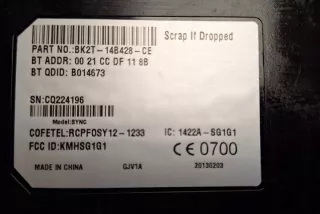 Scrap If Dropped
PART NO.:BK2T-14B428-CE
BT ADDR: 00 21 CC DF 11 8B
BT QDID: B014673
SN:CQ224196
Model:SYNC
COFETEL:RCPFOSY12-1233 IC: 1422A-SG1G1
FCC ID:KMHSG1G1 CE 0700
Made in China GJV1A 20130203